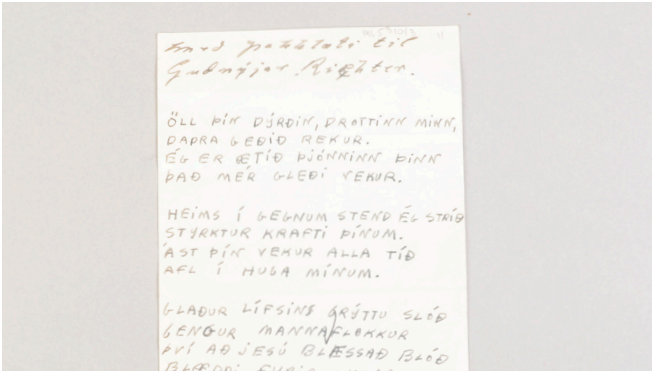 með þakklæti til
Guðnýjar Richter.
ÖLL ÞÍN DÝRÐIN, DROTTINN MINN,
DAPRA GEÐIÐ REKUR.
ÉG ER ÆTÍÐ ÞJÓNNINN ÞINN
ÞAÐ MÉR GLEÐI VEKUR.
HEIMS Í GEGNUM STEND ÉG STRÍÐ
STYRKTUR KRAFTI ÞÍNUM.
ÁST ÞÍN VEKUR ALLA TÍÐ
AFL Í HUGA MÍNUM.
GLAÐUR LÍFSINS GRÝTTU SLÓÐ
GENGUR MANNAFLOKKUR
ÞVÍ AÐ JESÚ BLESSAÐ BLÓÐ